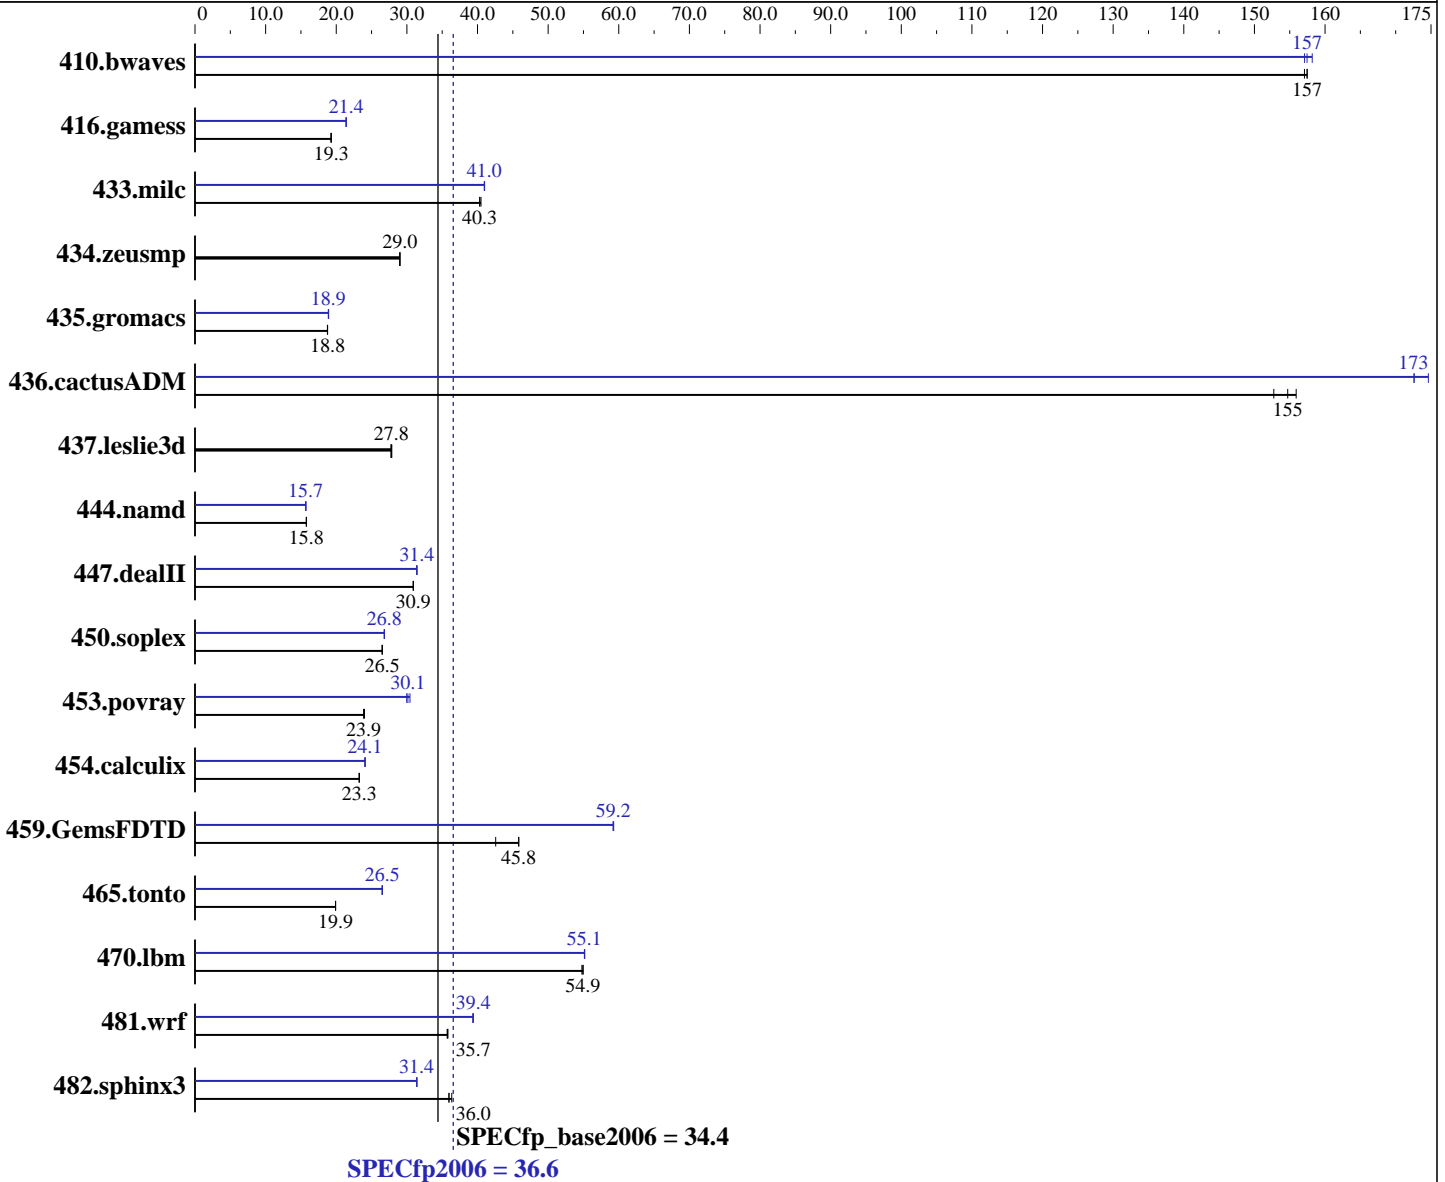 0 10.0 20.0 30.0 40.0 50.0 60.0 70.0 80.0 90.0 100 110 120 130 140 150 160 175
157
410.bwaves
157
21.4
416.gamess
19.3
41.0
433.milc
40.3
29.0
434.zeusmp
18.9
435.gromacs
18.8
173
436.cactusADM
155
27.8
437.leslie3d
15.7
444.namd
15.8
31.4
447.dealII
30.9
26.8
450.soplex
26.5
30.1
453.povray
23.9
24.1
454.calculix
23.3
59.2
459.GemsFDTD
45.8
26.5
465.tonto
19.9
55.1
470.lbm
54.9
39.4
481.wrf
35.7
31.4
482.sphinx3
36.0
SPECfp_base2006 = 34.4
SPECfp2006 = 36.6